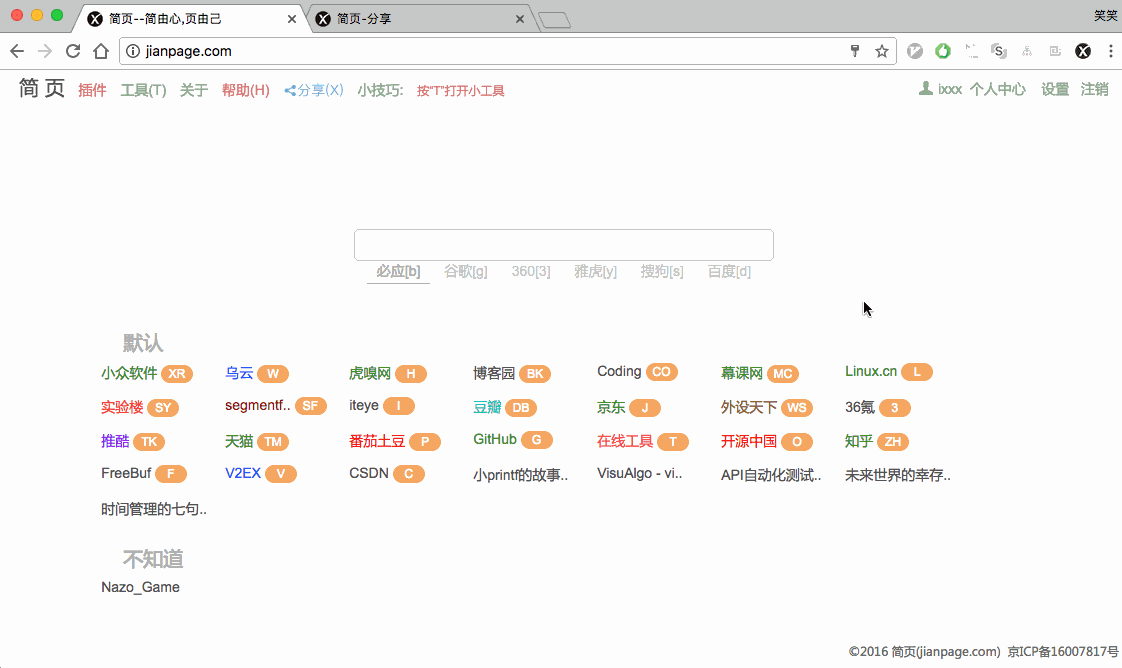 简页--简由心,页由己 简页-分享 笑笑
jianpage.com
简 页 插件 工具(T) 关于 帮助(H) 分享(X) 小技巧: 按"T"打开小工具 ixxx 个人中心 设置 注销
必应[b] 谷歌[g] 360[3] 雅虎[y] 搜狗[s] 百度[d]
默认
小众软件 XR 乌云 W 虎嗅网 H 博客园 BK Coding CO 慕课网 MC Linux.cn L
实验楼 SY segmentf.. SF iteye I 豆瓣 DB 京东 J 外设天下 WS 36氪 3
推酷 TK 天猫 TM 番茄土豆 P GitHub G 在线工具 T 开源中国 O 知乎 ZH
FreeBuf F V2EX V CSDN C 小printf的故事.. VisuAlgo - vi.. API自动化测试.. 未来世界的幸存..
时间管理的七句..
不知道
Nazo_Game
©2016 简页(jianpage.com) 京ICP备16007817号